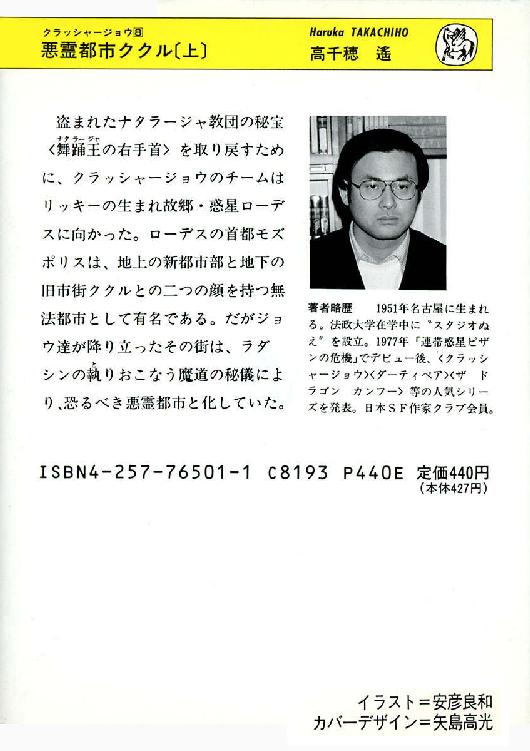 クラッシャージョウ8
悪霊都市ククル〔上〕
Haruka TAKACHIHO
高千穂 遙
盗まれたナタラージャ教団の秘宝
ナタラージャ
〈舞踊王の右手首〉を取り戻すため
に、クラッシャージョウのチームは
リッキーの生まれ故郷・惑星ローデ
スに向かった。ローデスの首都モズ
ポリスは、地上の新都市部と地下の
旧市街ククルとの二つの顔を持つ無
法都市として有名である。だがジョ
ウ達が降り立ったその街は、ラダ
シンの執りおこなう魔道の秘儀によ
り、恐るべき悪霊都市と化していた。
著者略歴 1951年名古屋に生まれ
る。法政大学在学中に〝スタジオぬ
え〟を設立。1977年「連帯惑星ピザ
ンの危機」でデビュー後、〈クラッシ
ャージョウ〉〈ダーティペア〉〈ザ ド
ラゴン カンフー〉等の人気シリー
ズを発表。日本SF作家クラブ会員。
ISBN4-257-76501-1 C8193 P440E 定価440円
(本体427円)
イラスト=安彦良和
カバーデザイン=矢島高光